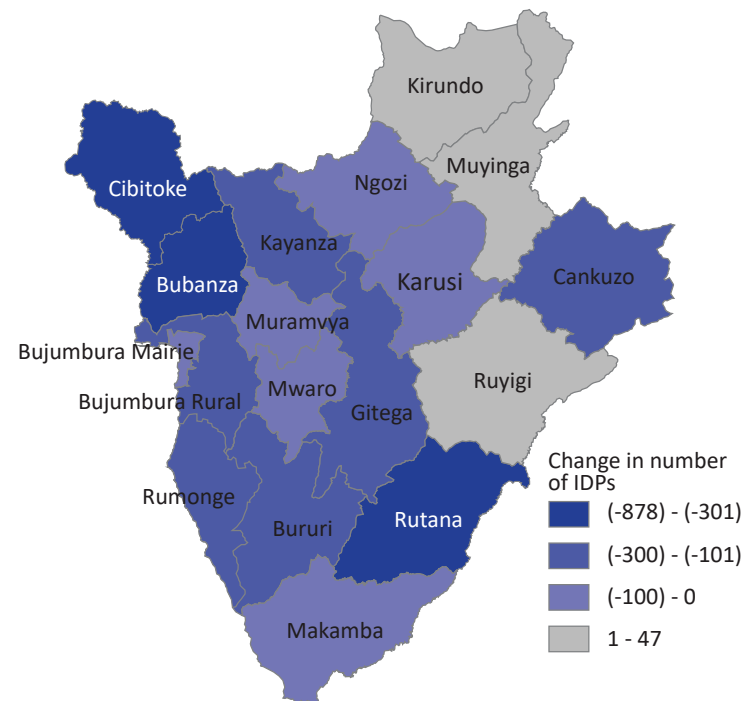 Kirundo
Muyinga
Cibitoke
Ngozi
Kayanza
Karusi
Cankuzo
Bubanza
Muramvya
Bujumbura Mairie
Ruyigi
Mwaro
Bujumbura Rural
Gitega
Change in number
of IDPs
Rumonge
Rutana
Bururi
(-878) - (-301)
(-300) - (-101)
(-100) - 0
Makamba
1 - 47